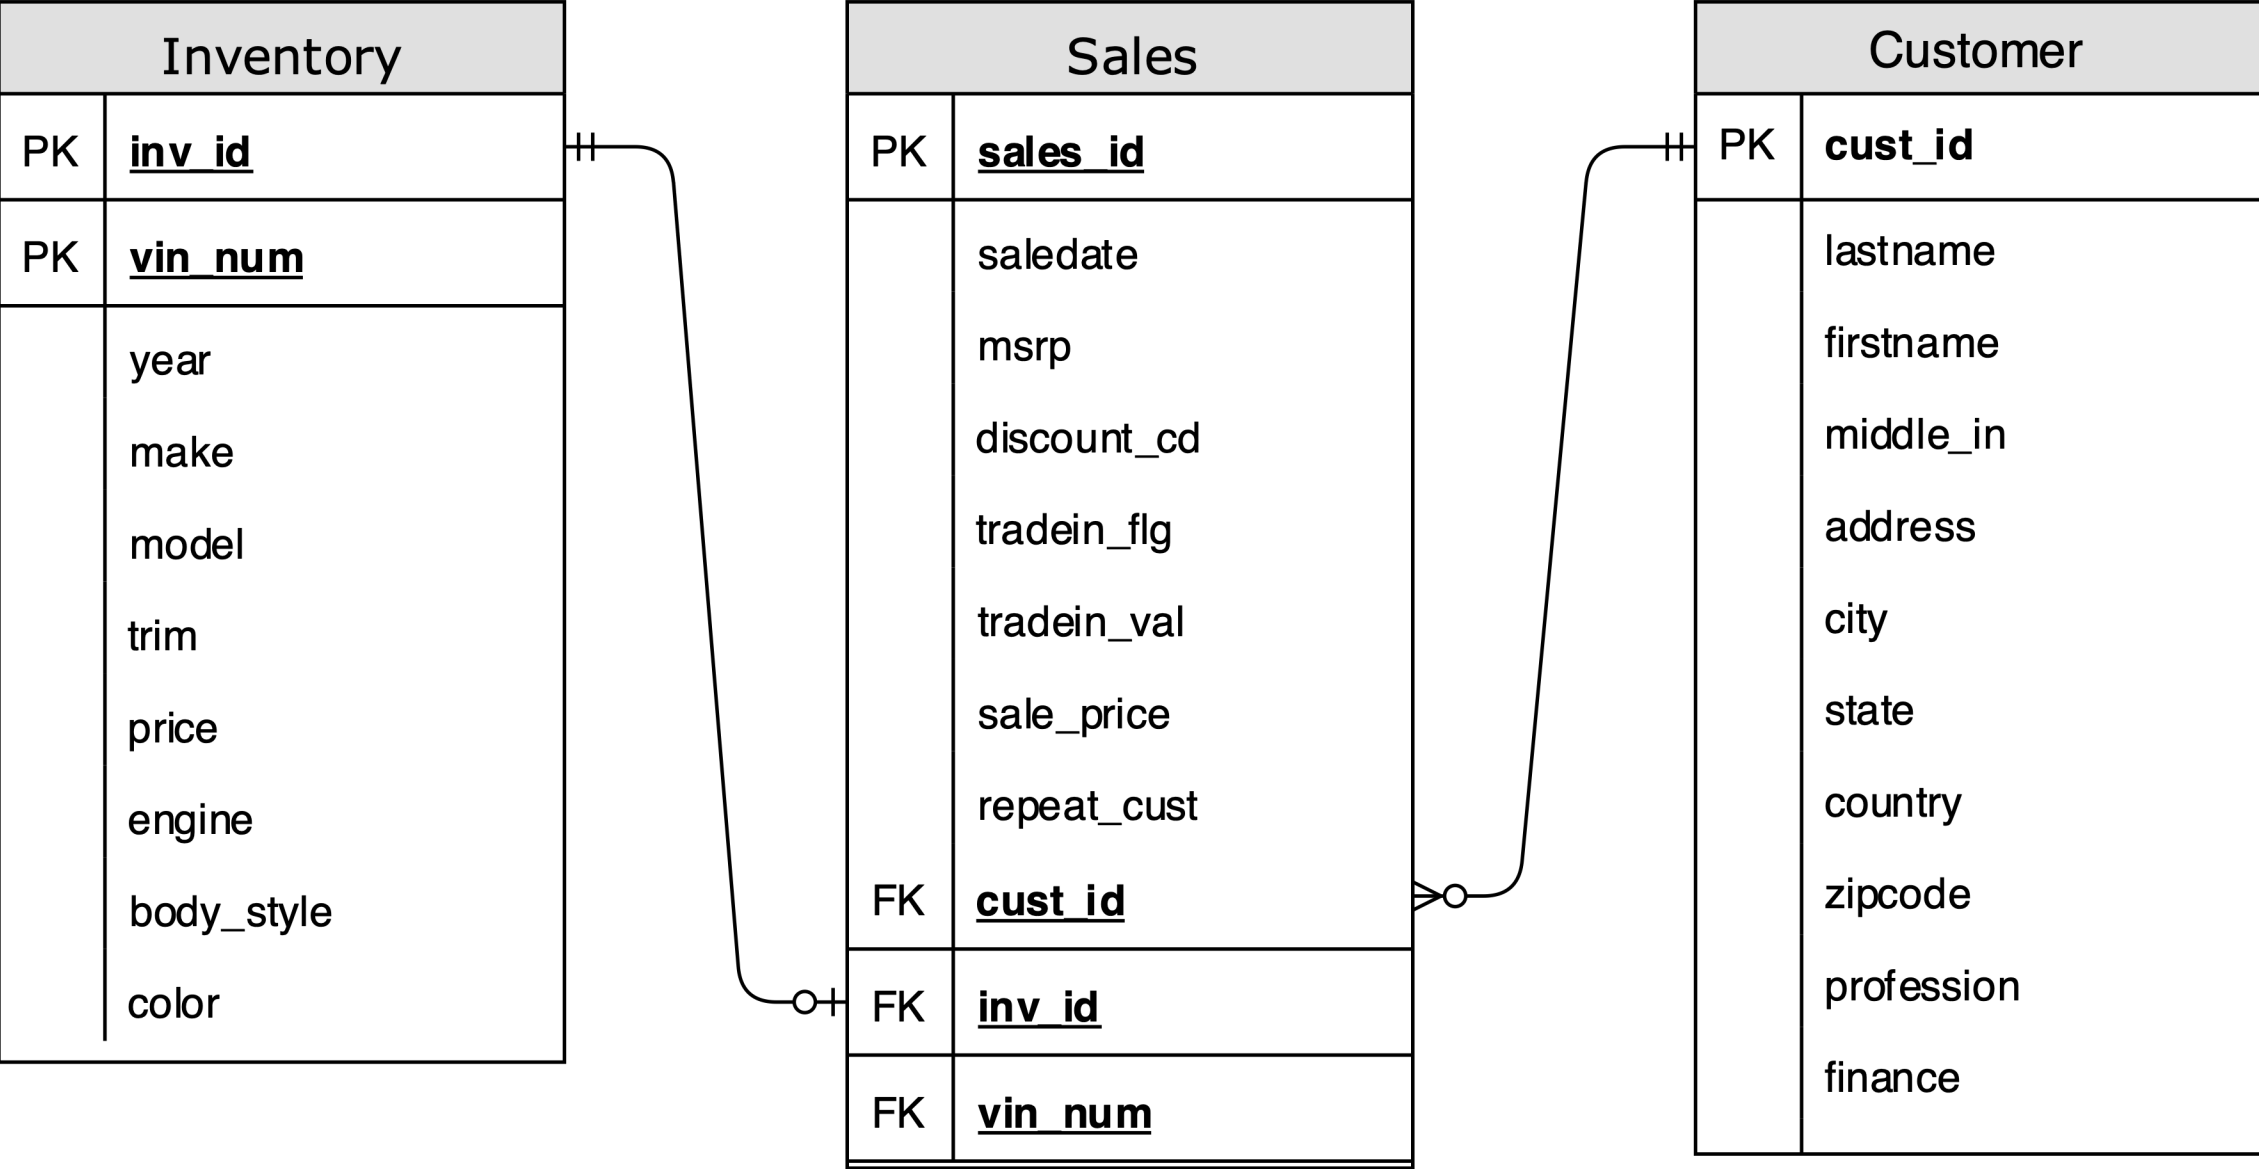 Inventory
PK inv_id
PK vin_num
year
make
model
trim
price
engine
body_style
color
Sales
PK sales_id
saledate
msrp
discount_cd
tradein_flg
tradein_val
sale_price
repeat_cust
FK cust_id
FK inv_id
FK vin_num
Customer
PK cust_id
lastname
firstname
middle_in
address
city
state
country
zipcode
profession
finance